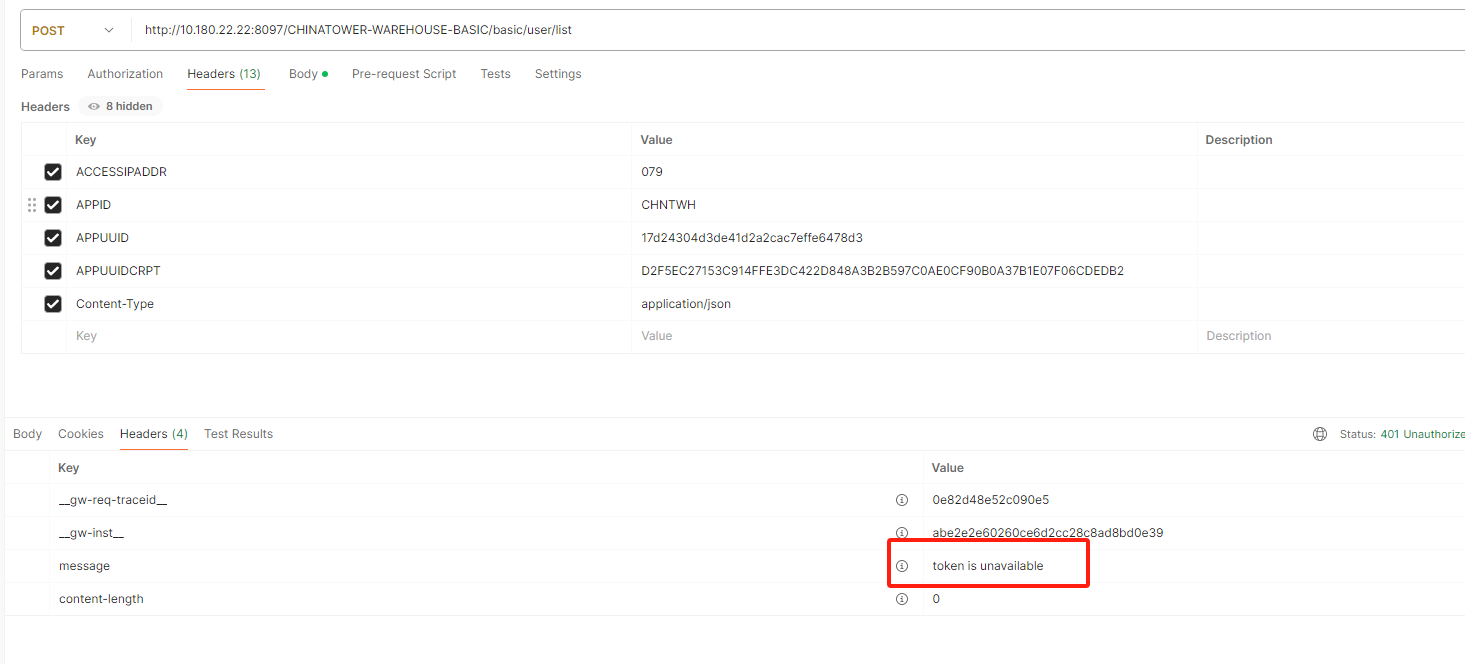 POST http://10.180.22.22:8097/CHINATOWER-WAREHOUSE-BASIC/basic/user/list
Params Authorization Headers (13) Body Pre-request Script Tests Settings
Headers 8 hidden
Key Value Description
ACCESSIPADDR 079
APPID CHNTWH
APPUUID 17d24304d3de41d2a2cac7effe6478d3
APPUUIDCRPT D2F5EC27153C914FFE3DC422D848A3B2B597C0AE0CF90B0A37B1E07F06CDEDB2
Content-Type application/json
Key Value Description
Body Cookies Headers (4) Test Results Status: 401 Unauthorize
Key Value
__gw-req-traceid__ 0e82d48e52c090e5
__gw-inst__ abe2e2e60260ce6d2cc28c8ad8bd0e39
message token is unavailable
content-length 0